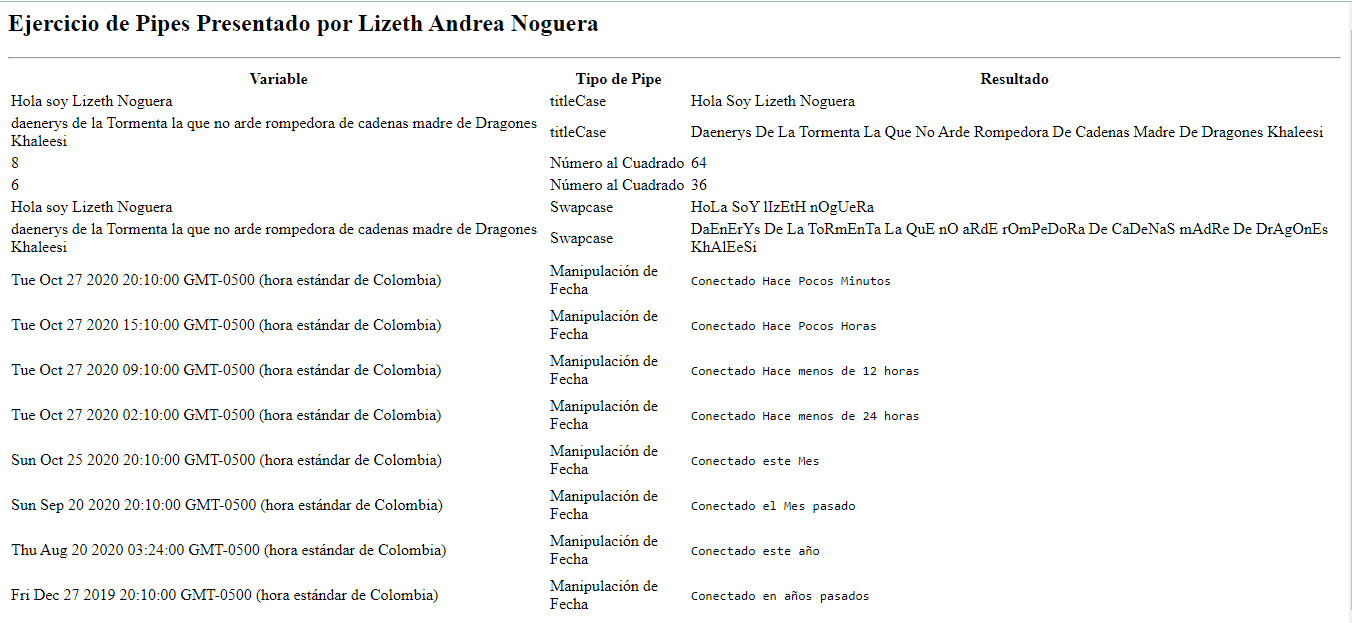 Ejercicio de Pipes Presentado por Lizeth Andrea Noguera
Variable Tipo de Pipe Resultado
Hola soy Lizeth Noguera titleCase Hola Soy Lizeth Noguera
daenerys de la Tormenta la que no arde rompedora de cadenas madre de Dragones
Khaleesi
titleCase Daenerys De La Tormenta La Que No Arde Rompedora De Cadenas Madre De Dragones Khaleesi
8 Número al Cuadrado 64
6 Número al Cuadrado 36
Hola soy Lizeth Noguera Swapcase HoLa SoY lIzEtH nOgUeRa
daenerys de la Tormenta la que no arde rompedora de cadenas madre de Dragones
Khaleesi
Swapcase
DaEnErYs De La ToRmEnTa La QuE nO aRdE rOmPeDoRa De CaDeNaS mAdRe De DrAgOnEs
KhAlEeSi
Tue Oct 27 2020 20:10:00 GMT-0500 (hora estándar de Colombia)
Manipulación de
Fecha
Conectado Hace Pocos Minutos
Tue Oct 27 2020 15:10:00 GMT-0500 (hora estándar de Colombia)
Manipulación de
Fecha
Conectado Hace Pocos Horas
Tue Oct 27 2020 09:10:00 GMT-0500 (hora estándar de Colombia)
Manipulación de
Fecha
Conectado Hace menos de 12 horas
Tue Oct 27 2020 02:10:00 GMT-0500 (hora estándar de Colombia)
Manipulación de
Fecha
Conectado Hace menos de 24 horas
Sun Oct 25 2020 20:10:00 GMT-0500 (hora estándar de Colombia)
Manipulación de
Fecha
Conectado este Mes
Sun Sep 20 2020 20:10:00 GMT-0500 (hora estándar de Colombia)
Manipulación de
Fecha
Conectado el Mes pasado
Thu Aug 20 2020 03:24:00 GMT-0500 (hora estándar de Colombia)
Manipulación de
Fecha
Conectado este año
Fri Dec 27 2019 20:10:00 GMT-0500 (hora estándar de Colombia)
Manipulación de
Fecha
Conectado en años pasados